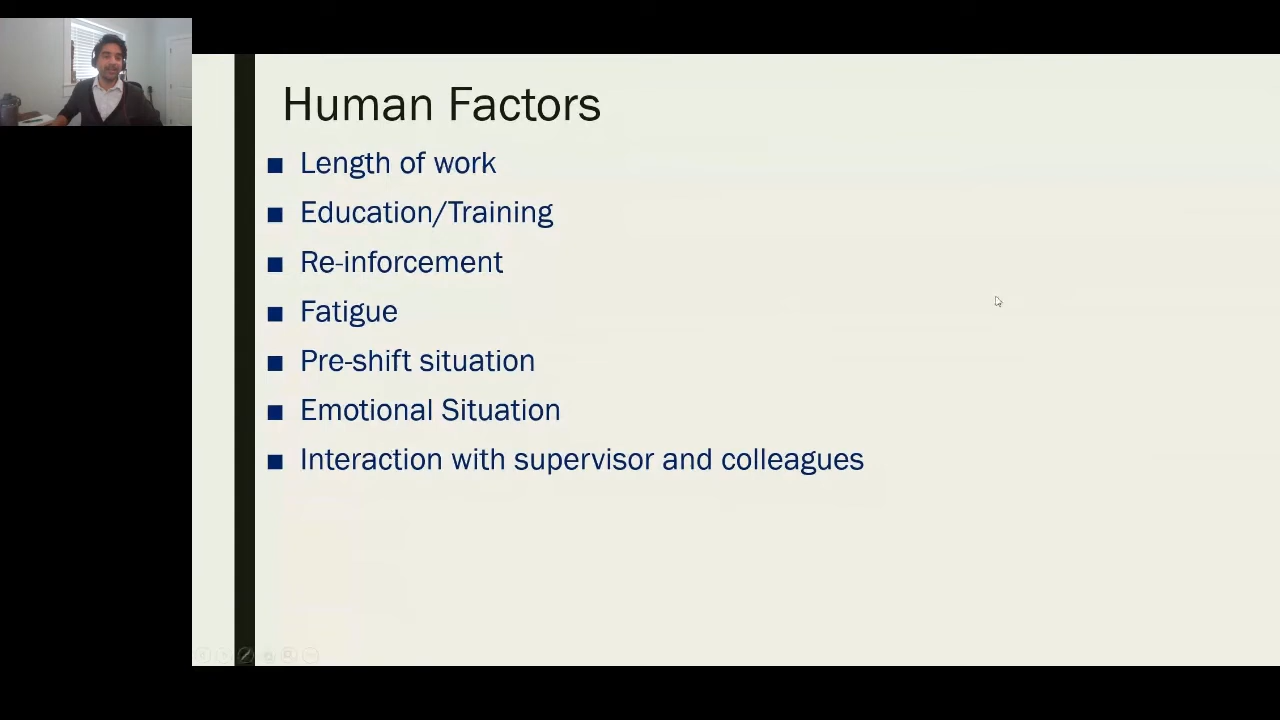 Human Factors
Length of work
Education/Training
Re-inforcement
Fatigue
Pre-shift situation
Emotional Situation
Interaction with supervisor and colleagues